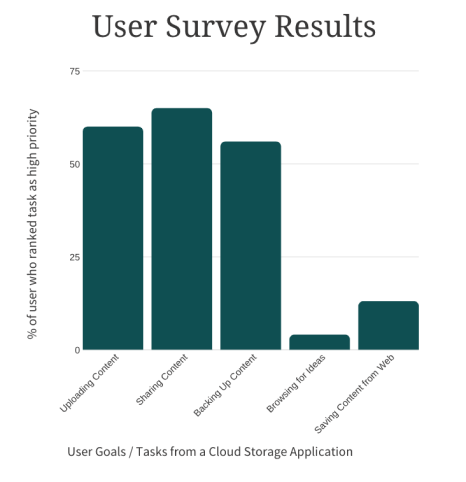 User Survey Results
% of user who ranked task as high priority
75
50
25
0
Uploading Content
Sharing Content
Backing Up Content
Browsing for Ideas
Saving Content from Web
User Goals / Tasks from a Cloud Storage Application